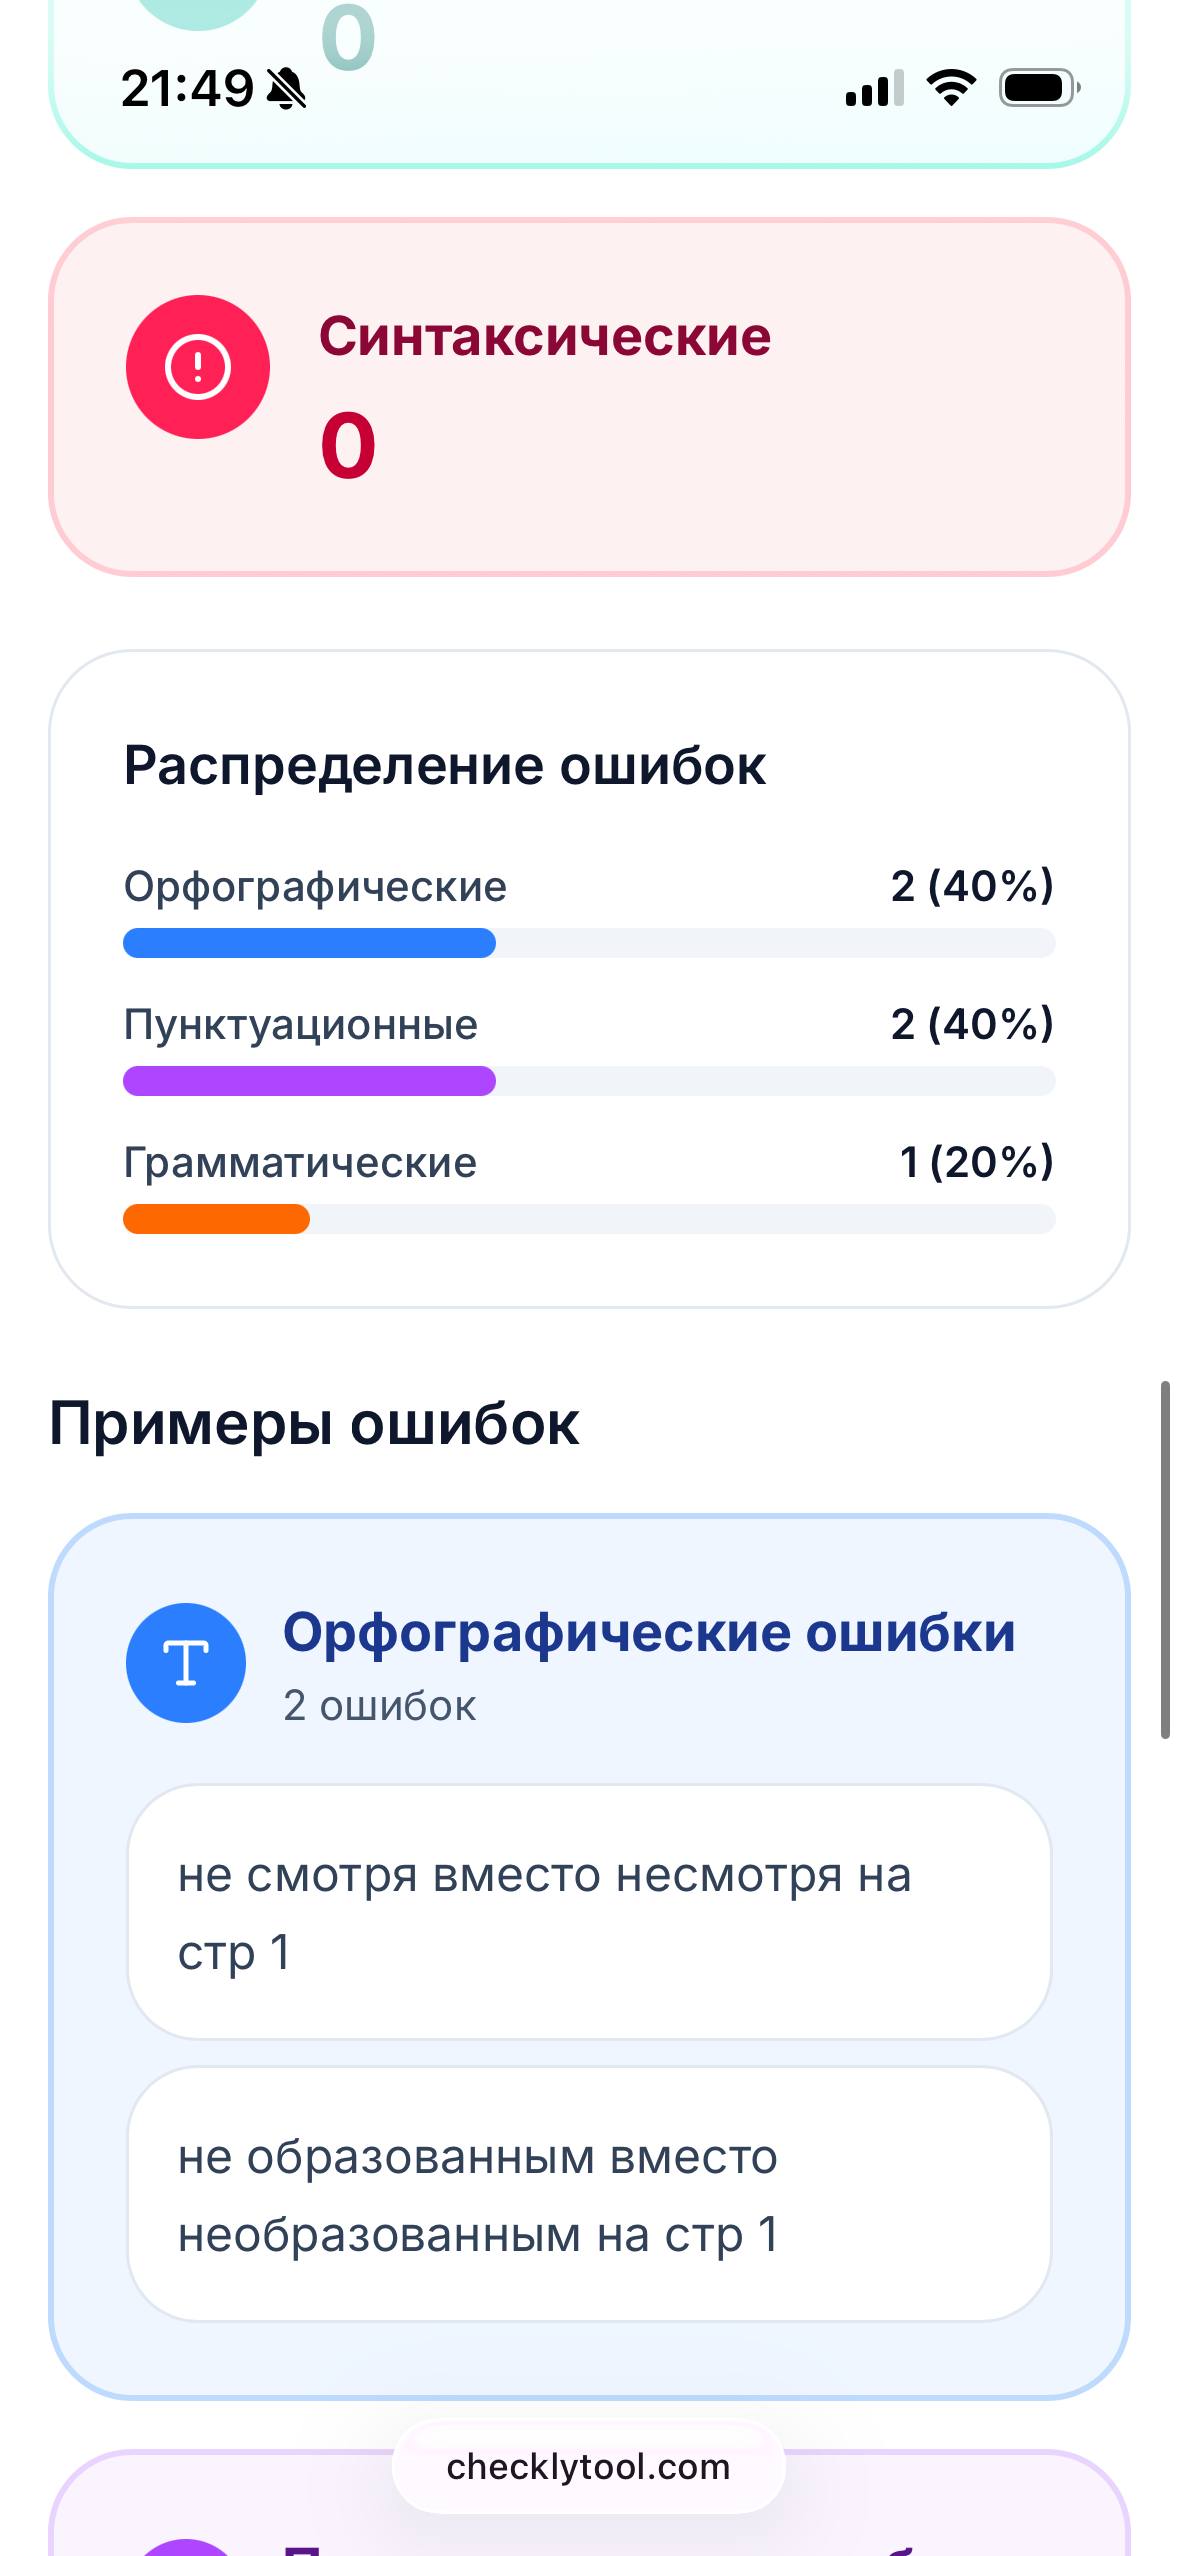 0
21:49
Синтаксические
0
Распределение ошибок
Орфографические 2 (40%)
Пунктуационные 2 (40%)
Грамматические 1 (20%)
Примеры ошибок
Орфографические ошибки
2 ошибок
не смотря вместо несмотря на
стр 1
не образованным вместо
необразованным на стр 1
checklytool.com